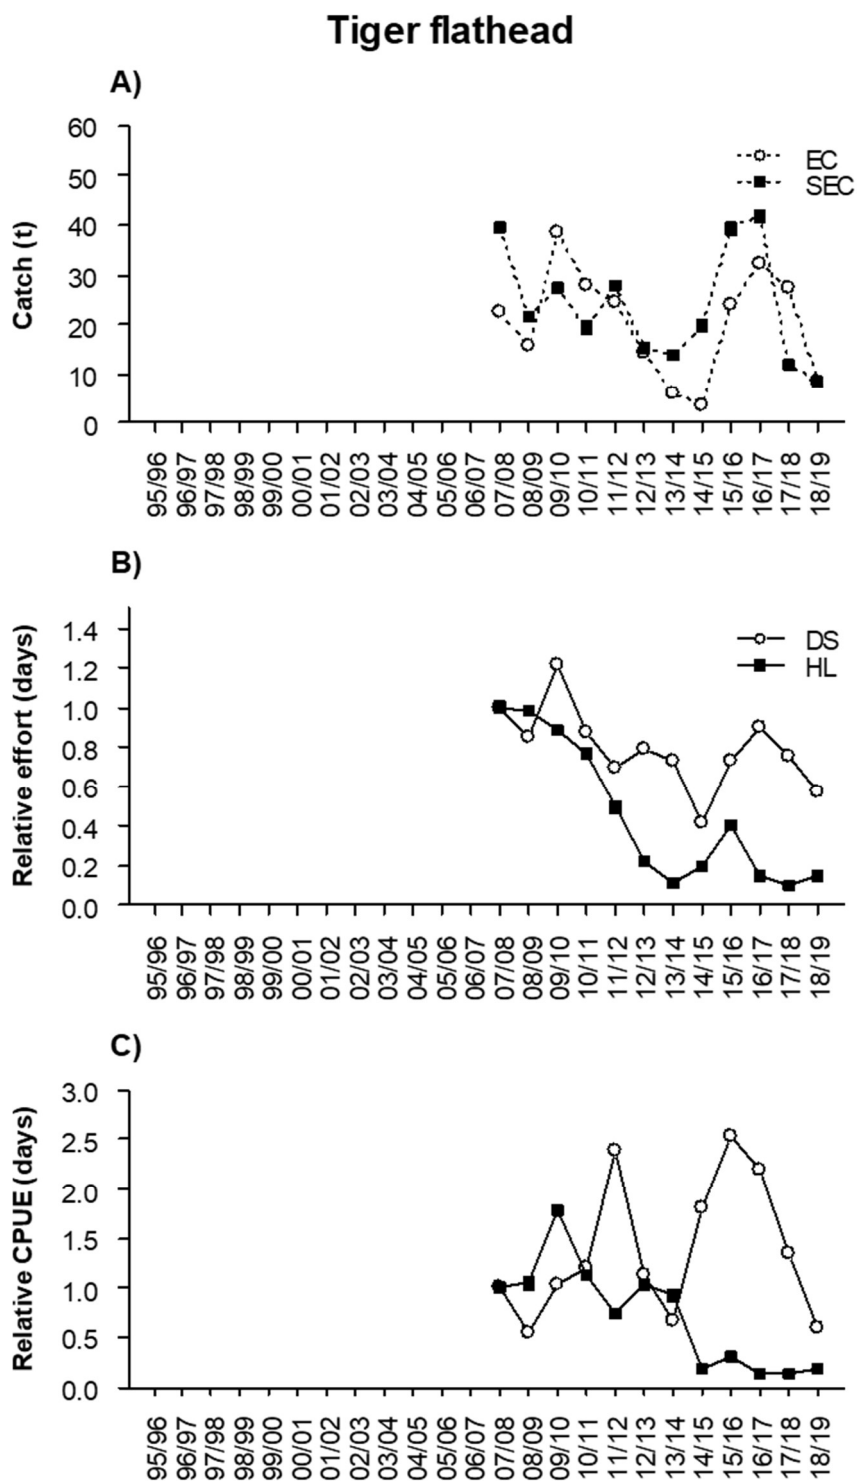 Tiger flathead
A)
Catch (t)
60
50
40
30
20
10
0
EC
SEC
95/96 96/97 97/98 98/99 99/00 00/01 01/02 02/03 03/04 04/05 05/06 06/07 07/08 08/09 09/10 10/11 11/12 12/13 13/14 14/15 15/16 16/17 17/18 18/19
B)
Relative effort (days)
1.4
1.2
1.0
0.8
0.6
0.4
0.2
0.0
DS
HL
95/96 96/97 97/98 98/99 99/00 00/01 01/02 02/03 03/04 04/05 05/06 06/07 07/08 08/09 09/10 10/11 11/12 12/13 13/14 14/15 15/16 16/17 17/18 18/19
C)
Relative CPUE (days)
3.0
2.5
2.0
1.5
1.0
0.5
0.0
95/96 96/97 97/98 98/99 99/00 00/01 01/02 02/03 03/04 04/05 05/06 06/07 07/08 08/09 09/10 10/11 11/12 12/13 13/14 14/15 15/16 16/17 17/18 18/19